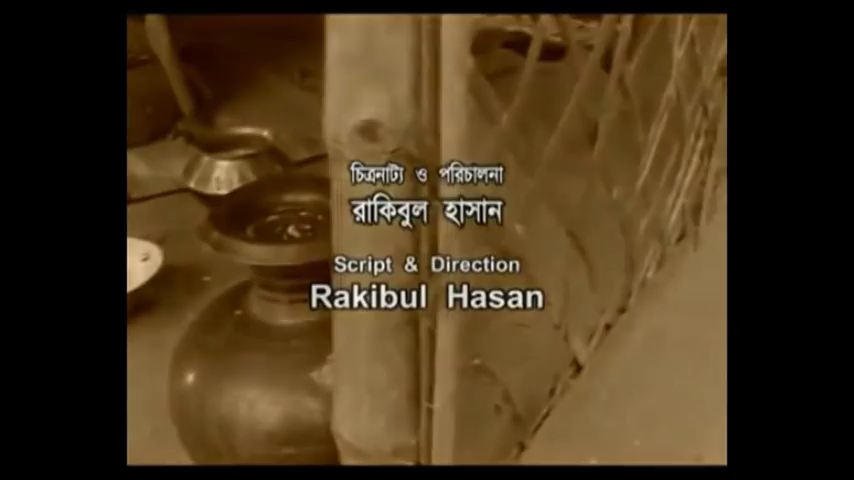 চিত্রনাট্য ও পরিচালনা
রাকিবুল হাসান
Script & Direction
Rakibul Hasan